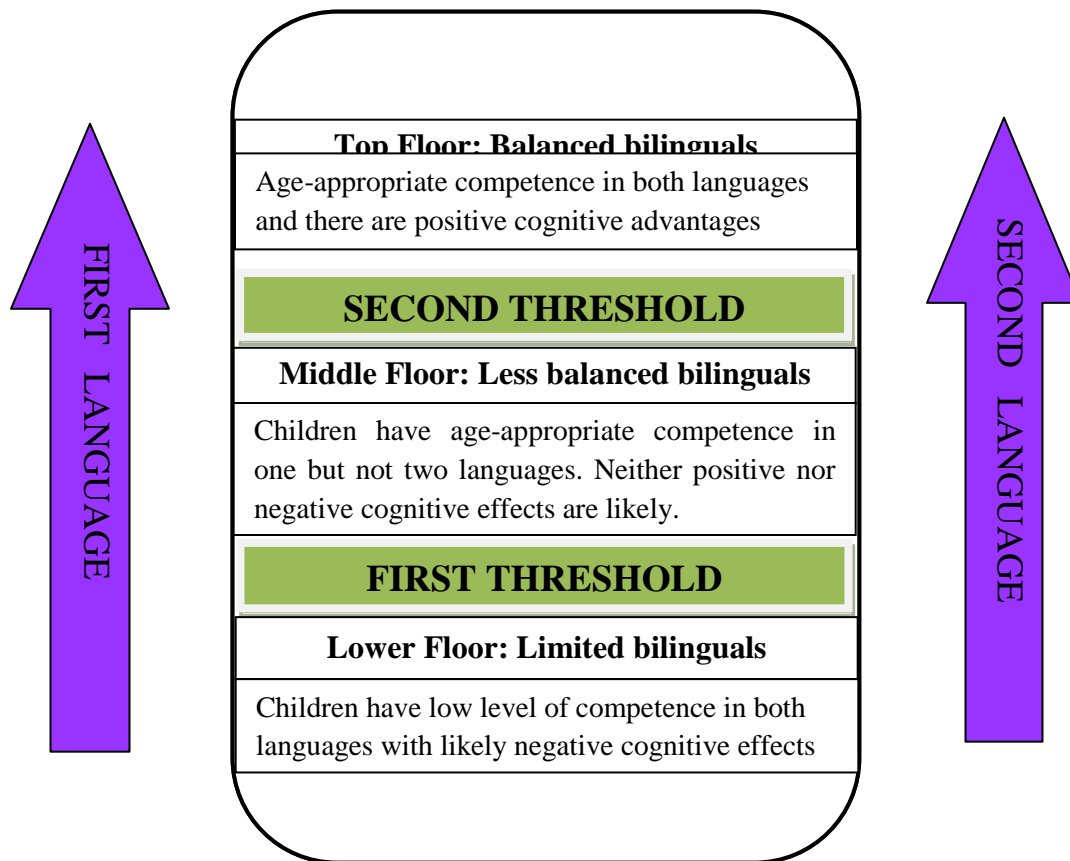 Top Floor: Balanced bilinguals
Age-appropriate competence in both languages
and there are positive cognitive advantages
SECOND THRESHOLD
Middle Floor: Less balanced bilinguals
Children have age-appropriate competence in
one but not two languages. Neither positive nor
negative cognitive effects are likely.
FIRST THRESHOLD
Lower Floor: Limited bilinguals
Children have low level of competence in both
languages with likely negative cognitive effects
FIRST LANGUAGE
SECOND LANGUAGE